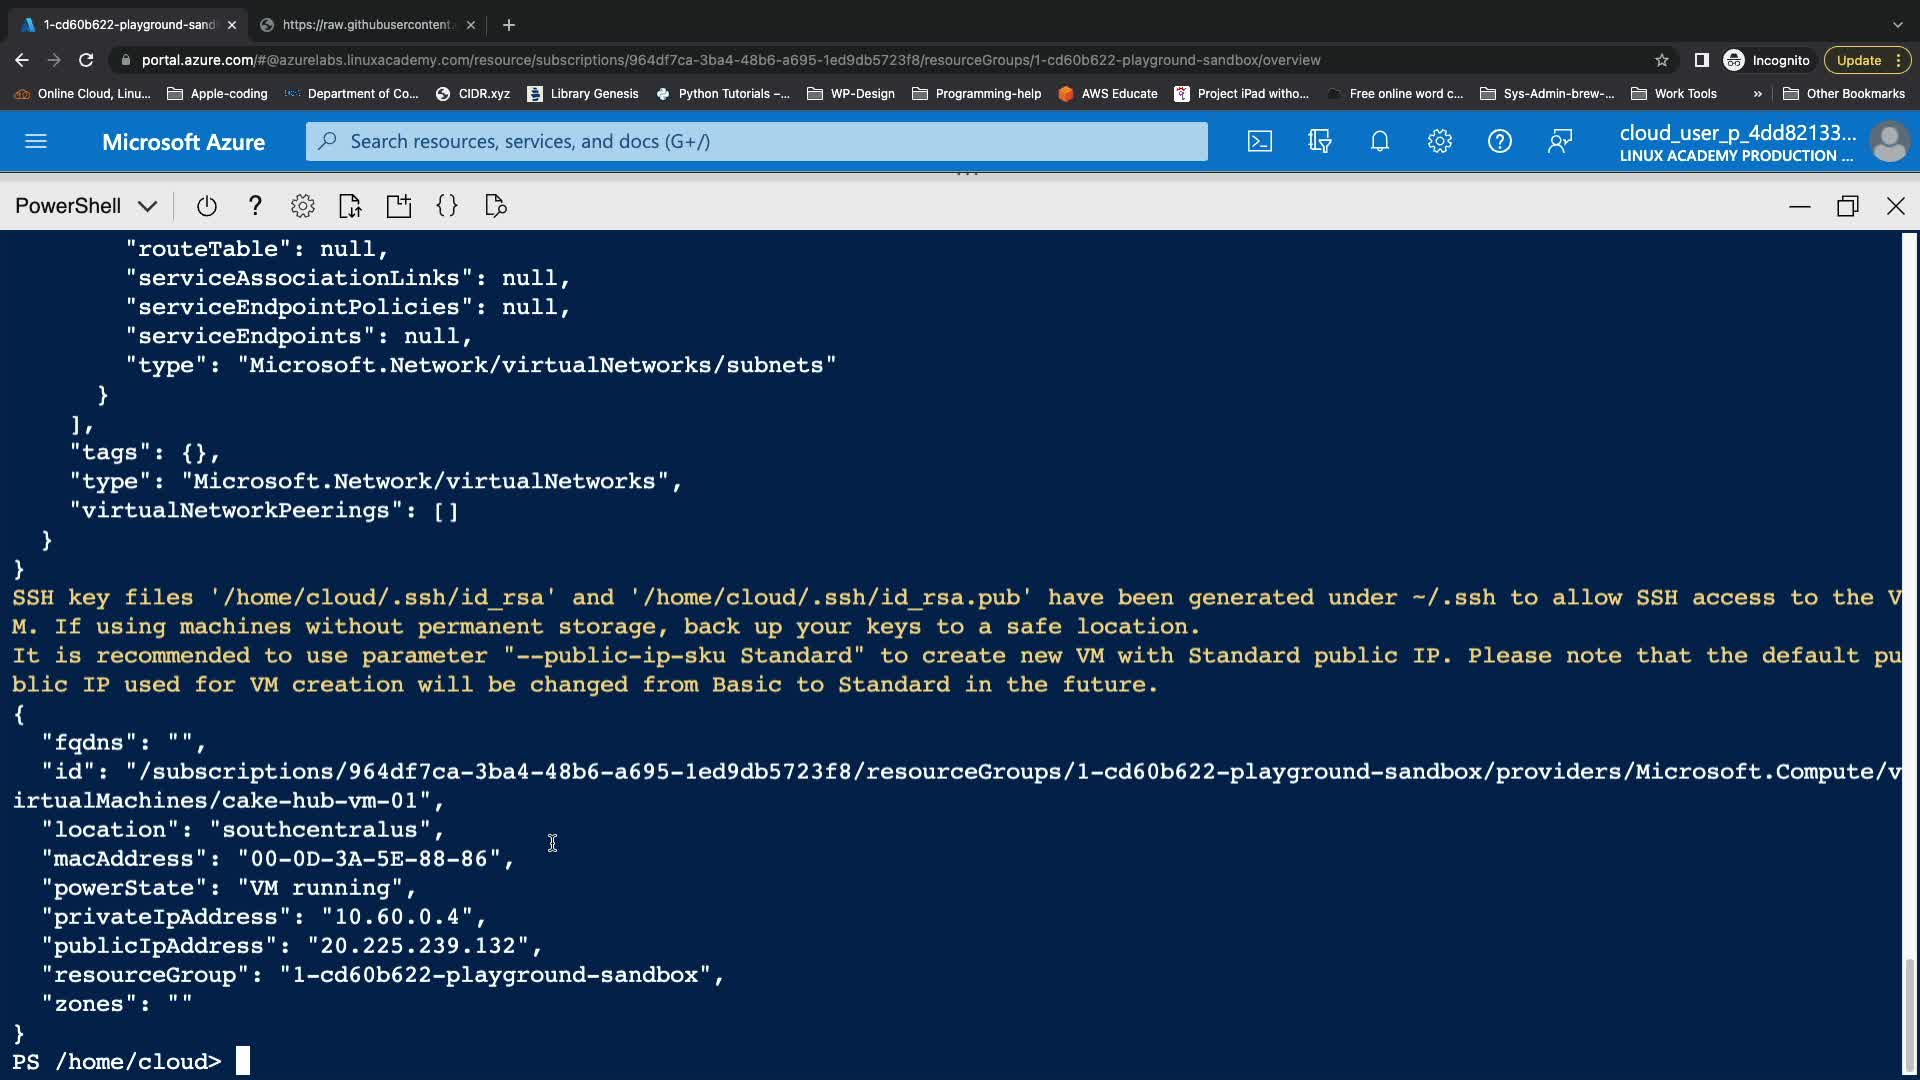 1-cd60b622-playground-sand
https://raw.githubusercontent.
portal.azure.com/#@azurelabs.linuxacademy.com/resource/subscriptions/964df7ca-3ba4-48b6-a695-1ed9db5723f8/resourceGroups/1-cd60b622-playground-sandbox/overview
Incognito
Update
Online Cloud, Linu...
Apple-coding
Department of Co...
CIDR.xyz
Library Genesis
Python Tutorials –...
WP-Design
Programming-help
AWS Educate
Project iPad witho...
Free online word c...
Sys-Admin-brew-...
Work Tools
»
Other Bookmarks
Microsoft Azure
Search resources, services, and docs (G+/)
cloud_user_p_4dd82133...
LINUX ACADEMY PRODUCTION ...
PowerShell
"routeTable": null,
"serviceAssociationLinks": null,
"serviceEndpointPolicies": null,
"serviceEndpoints": null,
"type": "Microsoft.Network/virtualNetworks/subnets"
}
],
"tags": {},
"type": "Microsoft.Network/virtualNetworks",
"virtualNetworkPeerings": []
}
}
SSH key files '/home/cloud/.ssh/id_rsa' and '/home/cloud/.ssh/id_rsa.pub' have been generated under ~/.ssh to allow SSH access to the V
M. If using machines without permanent storage, back up your keys to a safe location.
It is recommended to use parameter "--public-ip-sku Standard" to create new VM with Standard public IP. Please note that the default pu
blic IP used for VM creation will be changed from Basic to Standard in the future.
{
"fqdns": "",
"id": "/subscriptions/964df7ca-3ba4-48b6-a695-1ed9db5723f8/resourceGroups/1-cd60b622-playground-sandbox/providers/Microsoft.Compute/v
irtualMachines/cake-hub-vm-01",
"location": "southcentralus",
"macAddress": "00-0D-3A-5E-88-86",
"powerState": "VM running",
"privateIpAddress": "10.60.0.4",
"publicIpAddress": "20.225.239.132",
"resourceGroup": "1-cd60b622-playground-sandbox",
"zones": ""
}
PS /home/cloud>